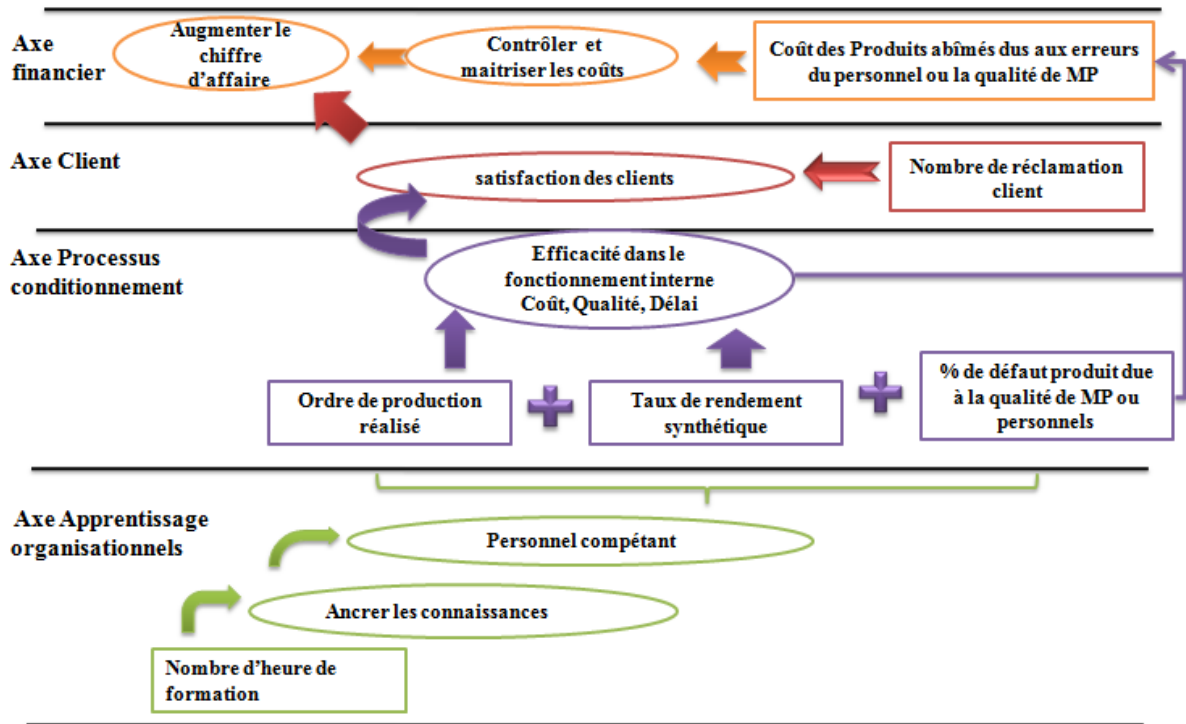 Axe
financier
Augmenter le
chiffre
d'affaire
Contrôler et
maitriser les coûts
Coût des Produits abîmés dus aux erreurs
du personnel ou la qualité de MP
Axe Client
satisfaction des clients
Nombre de réclamation
client
Axe Processus
conditionnement
Efficacité dans le
fonctionnement interne
Coût, Qualité, Délai
Ordre de production
réalisé
Taux de rendement
synthétique
% de défaut produit due
à la qualité de MP ou
personnels
Axe Apprentissage
organisationnels
Personnel compétant
Ancrer les connaissances
Nombre d'heure de
formation